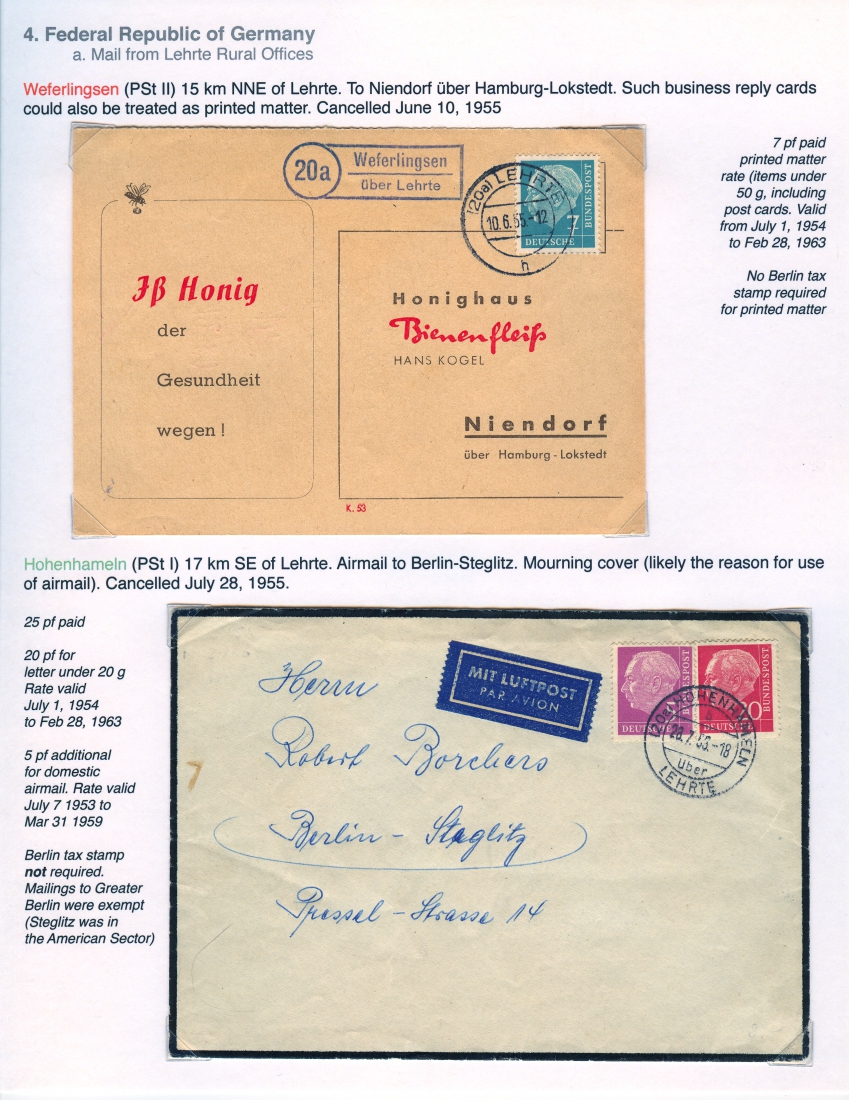 4. Federal Republic of Germany
a. Mail from Lehrte Rural Offices
Weferlingsen (PSt II) 15 km NNE of Lehrte. To Niendorf über Hamburg-Lokstedt. Such business reply cards
could also be treated as printed matter. Cancelled June 10, 1955
7 pf paid
printed matter
rate (items under
50 g, including
post cards. Valid
from July 1, 1954
to Feb 28, 1963
No Berlin tax
stamp required
for printed matter
20a
Weferlingsen
über Lehrte
(20a) LEHRTE
10.6.55.-12
h
7
DEUTSCHE
BUNDESPOST
Iß Honig
der
Gesundheit
wegen!
Honighaus
Bienenfleiß
HANS KOGEL
Niendorf
über Hamburg-Lokstedt
K. 53
Hohenhameln (PSt I) 17 km SE of Lehrte. Airmail to Berlin-Steglitz. Mourning cover (likely the reason for use
of airmail). Cancelled July 28, 1955.
25 pf paid
20 pf for
letter under 20 g
Rate valid
July 1, 1954
to Feb 28, 1963
5 pf additional
for domestic
airmail. Rate valid
July 7 1953 to
Mar 31 1959
Berlin tax stamp
not required.
Mailings to Greater
Berlin were exempt
(Steglitz was in
the American Sector)
MIT LUFTPOST
PAR AVION
DEUTSCHE
BUNDESPOST
DEUTSCHE
BUNDESPOST
(20a) HOHENHAMELN
-18
über
LEHRTE
Herrn
Robert Borchers
Berlin - Steglitz
Pressel - Strasse 14